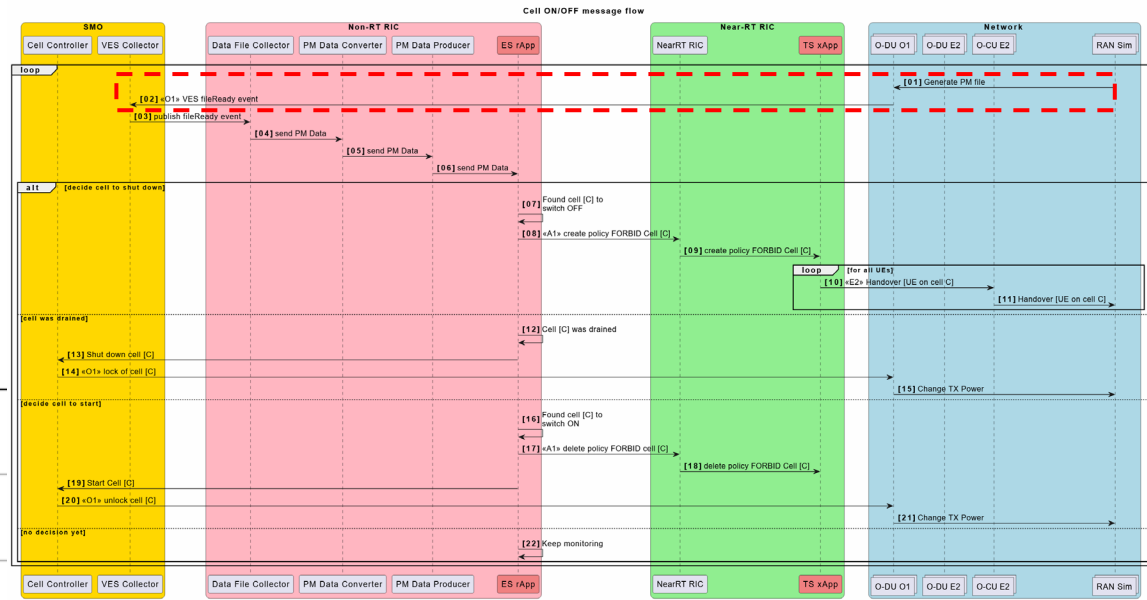 Cell ON/OFF message flow
SMO
Non-RT RIC
Near-RT RIC
Network
Cell Controller
VES Collector
Data File Collector
PM Data Converter
PM Data Producer
ES rApp
NearRT RIC
TS xApp
O-DU O1
O-DU E2
O-CU E2
RAN Sim
loop
[01] Generate PM file
[02] «O1» VES fileReady event
[03] publish fileReady event
[04] send PM Data
[05] send PM Data
[06] send PM Data
alt [decide cell to shut down]
[07] Found cell [C] to
switch OFF
[08] «A1» create policy FORBID Cell [C]
[09] create policy FORBID Cell [C]
loop [for all UEs]
[10] «E2» Handover [UE on cell C]
[11] Handover [UE on cell C]
[cell was drained]
[12] Cell [C] was drained
[13] Shut down cell [C]
[14] «O1» lock of cell [C]
[15] Change TX Power
[decide cell to start]
[16] Found cell [C] to
switch ON
[17] «A1» delete policy FORBID cell [C]
[18] delete policy FORBID Cell [C]
[19] Start Cell [C]
[20] «O1» unlock cell [C]
[21] Change TX Power
[no decision yet]
[22] Keep monitoring
Cell Controller
VES Collector
Data File Collector
PM Data Converter
PM Data Producer
ES rApp
NearRT RIC
TS xApp
O-DU O1
O-DU E2
O-CU E2
RAN Sim